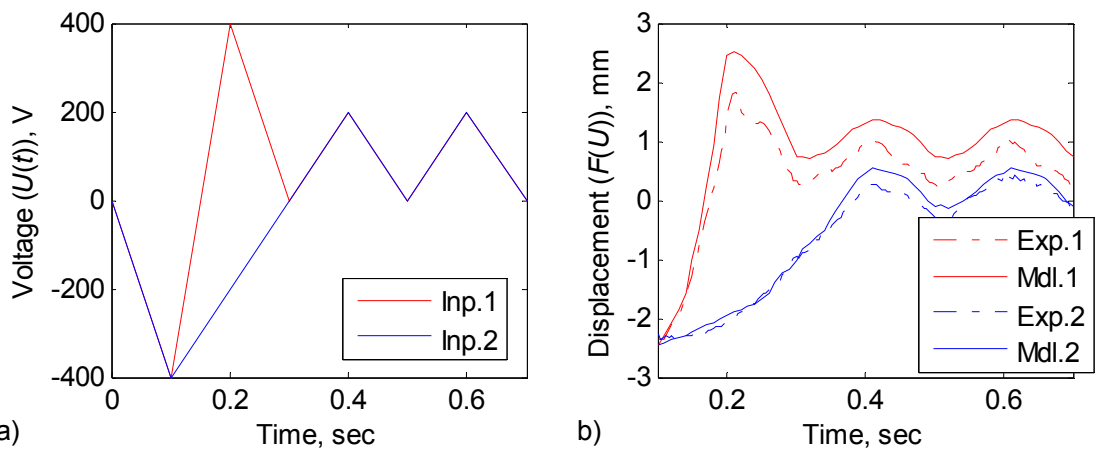 400
200
0
-200
-400
0
0.2
0.4
0.6
Voltage (U(t)), V
Time, sec
Inp.1
Inp.2
a)
3
2
1
0
-1
-2
-3
0.2
0.4
0.6
Displacement (F(U)), mm
Time, sec
Exp.1
Mdl.1
Exp.2
Mdl.2
b)